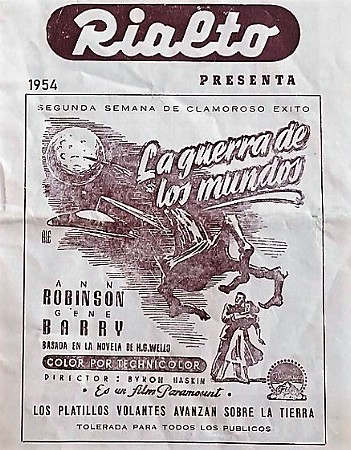 Rialto
1954 PRESENTA
SEGUNDA SEMANA DE CLAMOROSO EXITO
La guerra de
los mundos
ALE
ANN
ROBINSON
GENE
BARRY
BASADA EN LA NOVELA DE H.G.WELLS
COLOR POR TECHNICOLOR
DIRECTOR: BYRON HASKIN
• Es un film Paramount •
LOS PLATILLOS VOLANTES AVANZAN SOBRE LA TIERRA
TOLERADA PARA TODOS LOS PUBLICOS